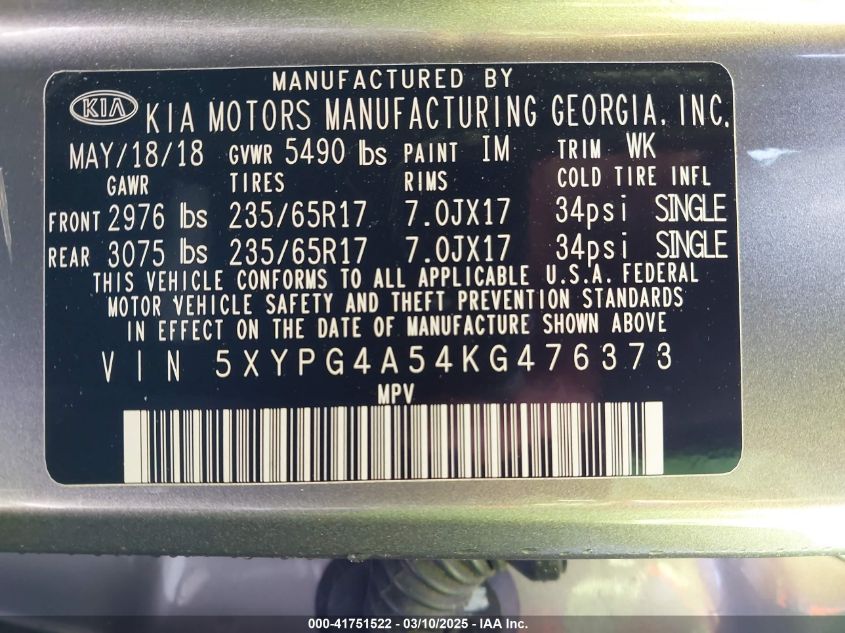 MANUFACTURED BY
KIA KIA MOTORS MANUFACTURING GEORGIA, INC.
MAY/18/18 GVWR 5490 lbs PAINT IM TRIM WK
GAWR TIRES RIMS COLD TIRE INFL
FRONT 2976 lbs 235/65R17 7.0JX17 34psi SINGLE
REAR 3075 lbs 235/65R17 7.0JX17 34psi SINGLE
THIS VEHICLE CONFORMS TO ALL APPLICABLE U.S.A. FEDERAL
MOTOR VEHICLE SAFETY AND THEFT PREVENTION STANDARDS
IN EFFECT ON THE DATE OF MANUFACTURE SHOWN ABOVE
VIN 5XYPG4A54KG476373
MPV
000-41751522 - 03/10/2025 - IAA Inc.